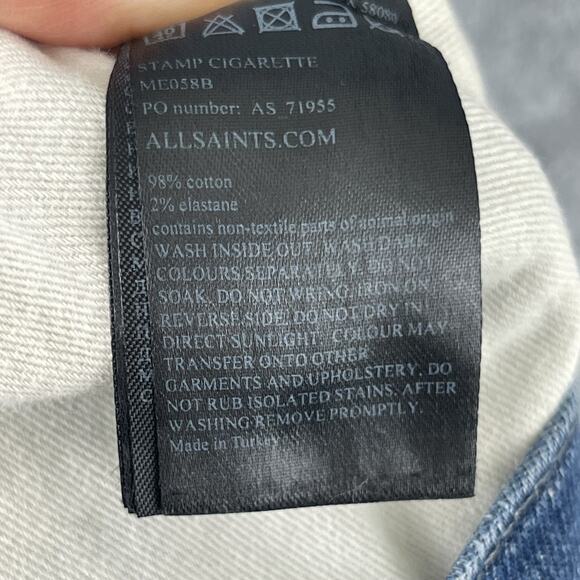 58080
40
STAMP CIGARETTE
ME058B
PO number: AS_71955
ALLSAINTS.COM
98% cotton
2% elastane
contains non-textile parts of animal origin
WASH INSIDE OUT. WASH DARK
COLOURS SEPARATELY. DO NOT
SOAK. DO NOT WRING. IRON ON
REVERSE SIDE. DO NOT DRY IN
DIRECT SUNLIGHT. COLOUR MAY
TRANSFER ONTO OTHER
GARMENTS AND UPHOLSTERY. DO
NOT RUB ISOLATED STAINS. AFTER
WASHING REMOVE PROMPTLY.
Made in Turkey